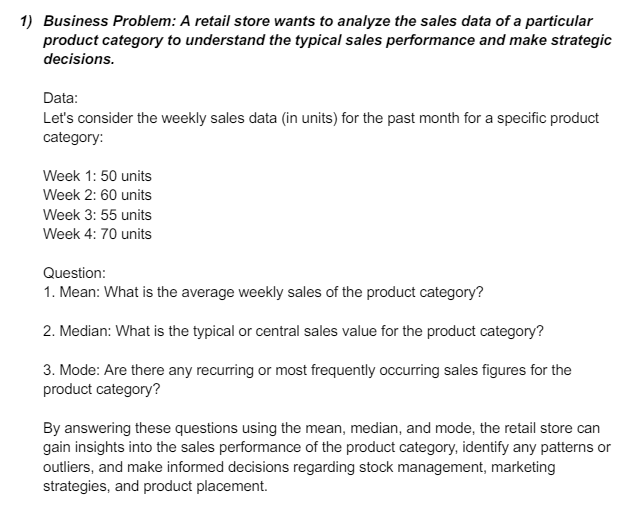 1) Business Problem: A retail store wants to analyze the sales data of a particular
product category to understand the typical sales performance and make strategic
decisions.
Data:
Let's consider the weekly sales data (in units) for the past month for a specific product
category:
Week 1: 50 units
Week 2: 60 units
Week 3: 55 units
Week 4: 70 units
Question:
1. Mean: What is the average weekly sales of the product category?
2. Median: What is the typical or central sales value for the product category?
3. Mode: Are there any recurring or most frequently occurring sales figures for the
product category?
By answering these questions using the mean, median, and mode, the retail store can
gain insights into the sales performance of the product category, identify any patterns or
outliers, and make informed decisions regarding stock management, marketing
strategies, and product placement.